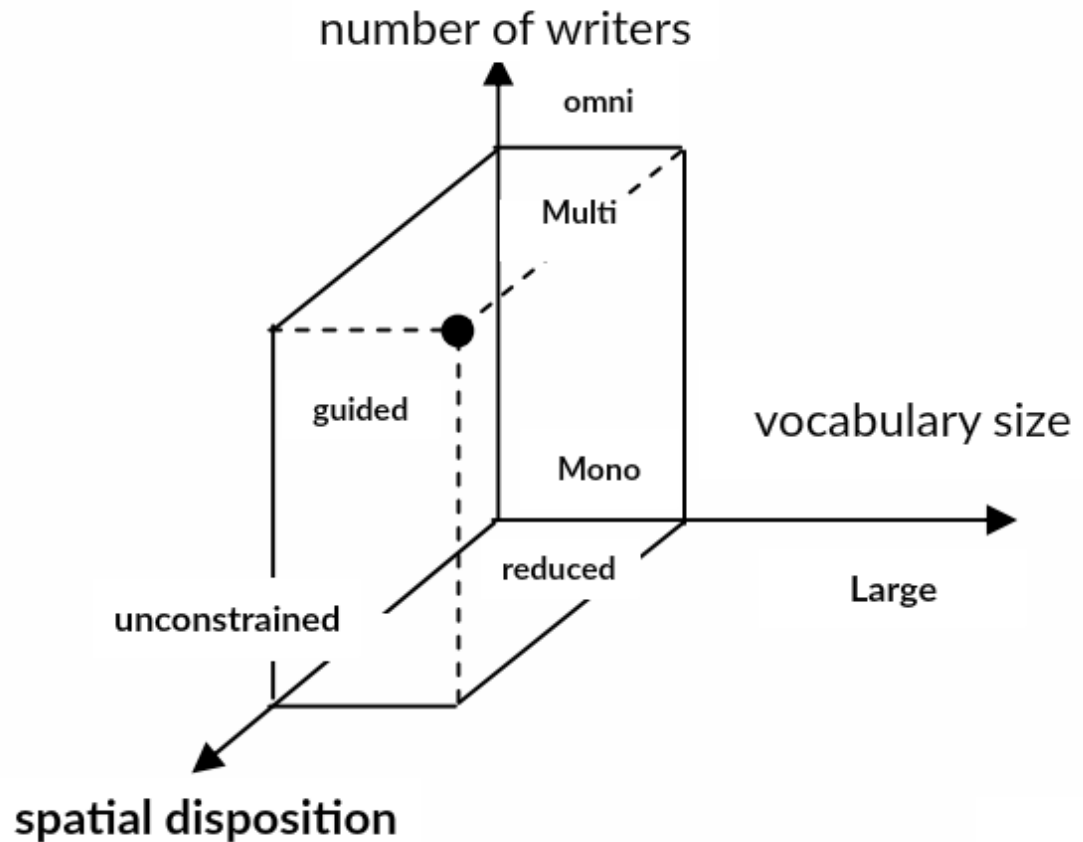 number of writers
omni
Multi
guided
vocabulary size
Mono
reduced
Large
unconstrained
spatial disposition